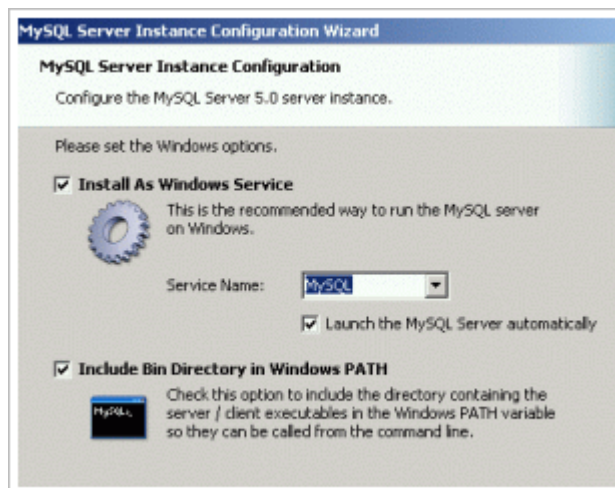 MySQL Server Instance Configuration Wizard
MySQL Server Instance Configuration
Configure the MySQL Server 5.0 server instance.
Please set the Windows options.
Install As Windows Service
This is the recommended way to run the MySQL server
on Windows.
Service Name: MySQL
Launch the MySQL Server automatically
Include Bin Directory in Windows PATH
Check this option to include the directory containing the
server / client executables in the Windows PATH variable
so they can be called from the command line.